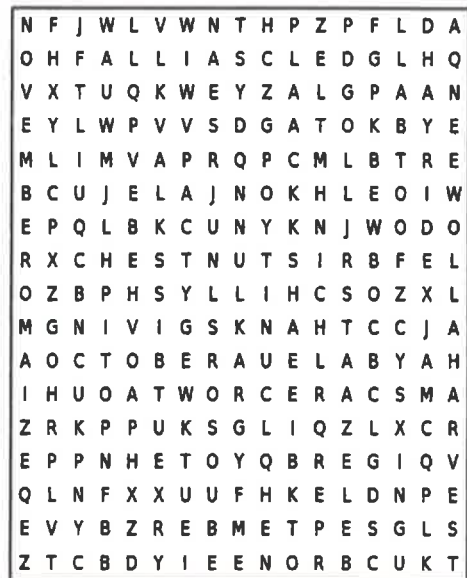 N F J W L V W N T H P Z P F L D A
O H F A L L I A S C L E D G L H Q
V X T U Q K W E Y Z A L G P A A N
E Y L W P V V S D G A T O K B Y E
M L I M V A P R Q P C M L B T R E
B C U J E L A J N O K H L E O I W
E P Q L B K C U N Y K N J W O D O
R X C H E S T N U T S I R B F E L
O Z B P H S Y L L I H C S O Z X L
M G N I V I G S K N A H T C C J A
A O C T O B E R A U E L A B Y A H
I H U O A T W O R C E R A C S M A
Z R K P P U K S G L I Q Z L X C R
E P P N H E T O Y Q B R E G I Q V
Q L N F X X U U F H K E L D N P E
E V Y B Z R E B M E T P E S G L S
Z T C B D Y I E E N O R B C U K T